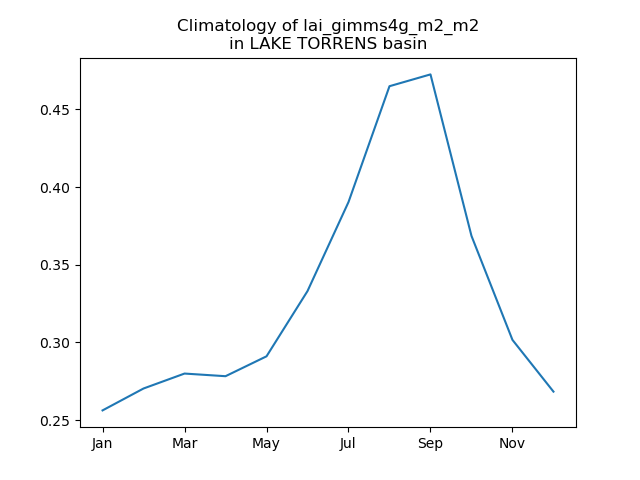 Climatology of lai_gimms4g_m2_m2
in LAKE TORRENS basin
0.45
0.40
0.35
0.30
0.25
Jan Mar May Jul Sep Nov